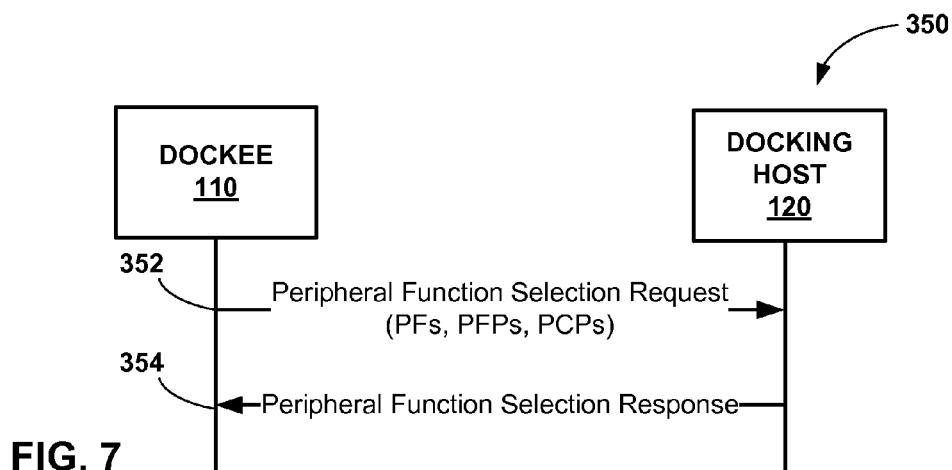 350
DOCKEE
110
DOCKING
HOST
120
352
Peripheral Function Selection Request
(PFs, PFPs, PCPs)
354
Peripheral Function Selection Response
FIG. 7